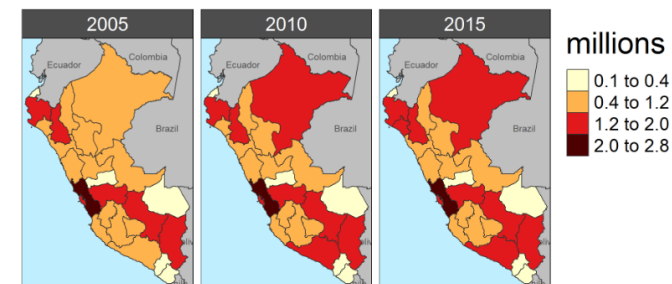 2005
2010
2015
Ecuador
Colombia
Brazil
Ecuador
Colombia
Brazil
Ecuador
Colombia
Brazil
millions
0.1 to 0.4
0.4 to 1.2
1.2 to 2.0
2.0 to 2.8